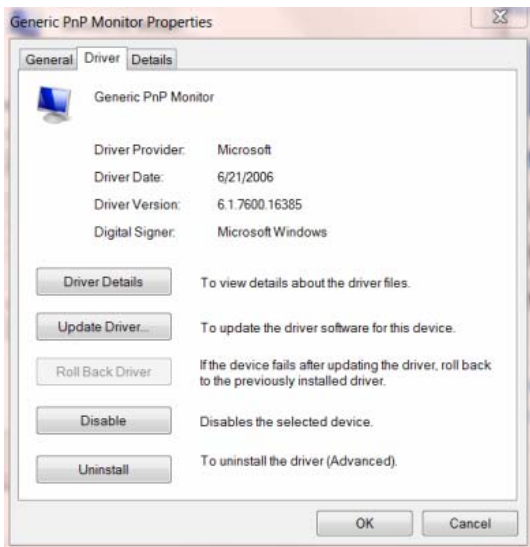 Generic PnP Monitor Properties
General Driver Details
Generic PnP Monitor
Driver Provider: Microsoft
Driver Date: 6/21/2006
Driver Version: 6.1.7600.16385
Digital Signer: Microsoft Windows
Driver Details To view details about the driver files.
Update Driver... To update the driver software for this device.
Roll Back Driver If the device fails after updating the driver, roll back
to the previously installed driver.
Disable Disables the selected device.
Uninstall To uninstall the driver (Advanced).
OK Cancel